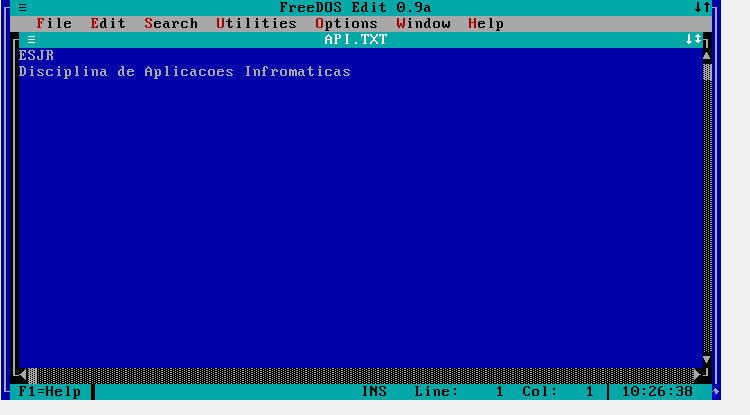 FreeDOS Edit 0.9a
File Edit Search Utilities Options Window Help
API.TXT
ESJR
Disciplina de Aplicacoes Infromaticas
F1=Help INS Line: 1 Col: 1 10:26:38